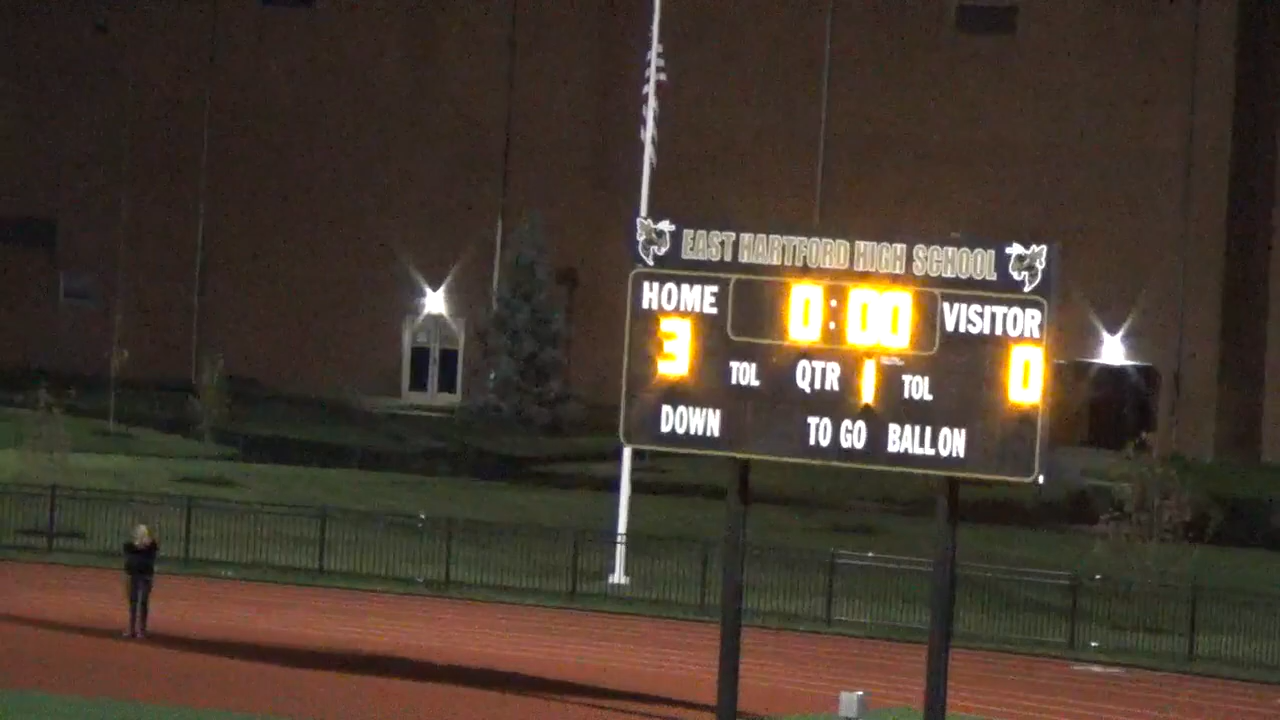 EAST HARTFORD HIGH SCHOOL
HOME 0:00 VISITOR
3 TOL QTR 1 TOL 0
DOWN TO GO BALL ON